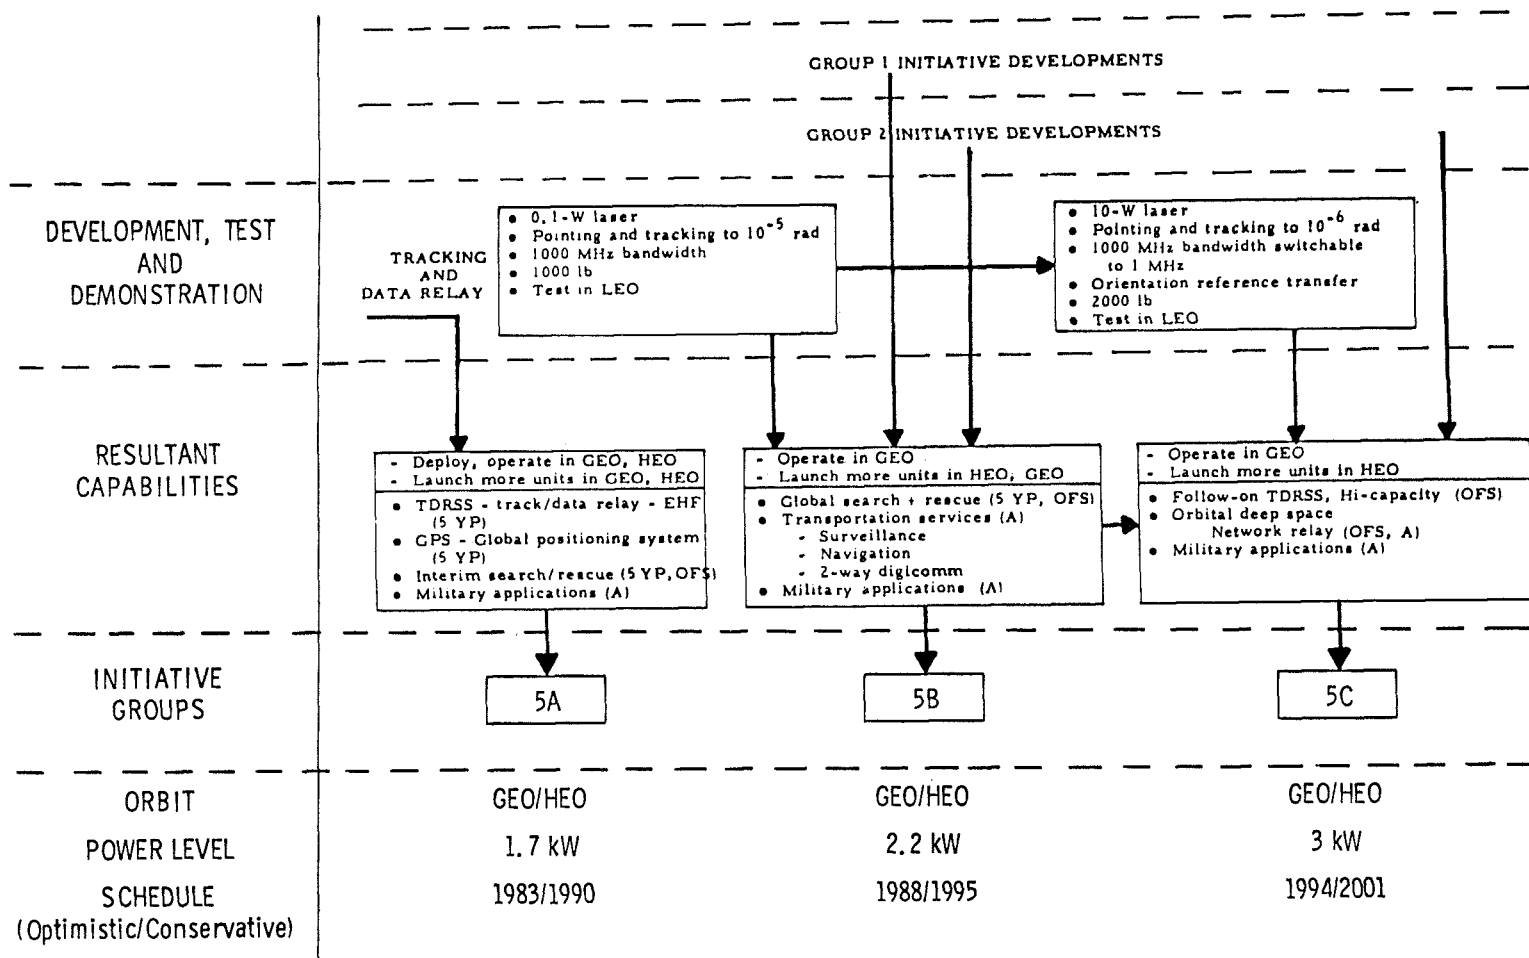 GROUP 1 INITIATIVE DEVELOPMENTS
GROUP 2 INITIATIVE DEVELOPMENTS
DEVELOPMENT, TEST
AND
DEMONSTRATION
TRACKING
AND
DATA RELAY
• 0.1-W laser
• Pointing and tracking to 10⁻⁵ rad
• 1000 MHz bandwidth
• 1000 lb
• Test in LEO
• 10-W laser
• Pointing and tracking to 10⁻⁶ rad
• 1000 MHz bandwidth switchable
to 1 MHz
• Orientation reference transfer
• 2000 lb
• Test in LEO
RESULTANT
CAPABILITIES
- Deploy, operate in GEO, HEO
- Launch more units in GEO, HEO
• TDRSS - track/data relay - EHF
(5 YP)
• GPS - Global positioning system
(5 YP)
• Interim search/rescue (5 YP, OFS)
• Military applications (A)
- Operate in GEO
- Launch more units in HEO, GEO
• Global search + rescue (5 YP, OFS)
• Transportation services (A)
- Surveillance
- Navigation
- 2-way digicomm
• Military applications (A)
- Operate in GEO
- Launch more units in HEO
• Follow-on TDRSS, Hi-capacity (OFS)
• Orbital deep space
Network relay (OFS, A)
• Military applications (A)
INITIATIVE
GROUPS
5A
5B
5C
ORBIT
GEO/HEO
GEO/HEO
GEO/HEO
POWER LEVEL
1.7 kW
2.2 kW
3 kW
SCHEDULE
(Optimistic/Conservative)
1983/1990
1988/1995
1994/2001